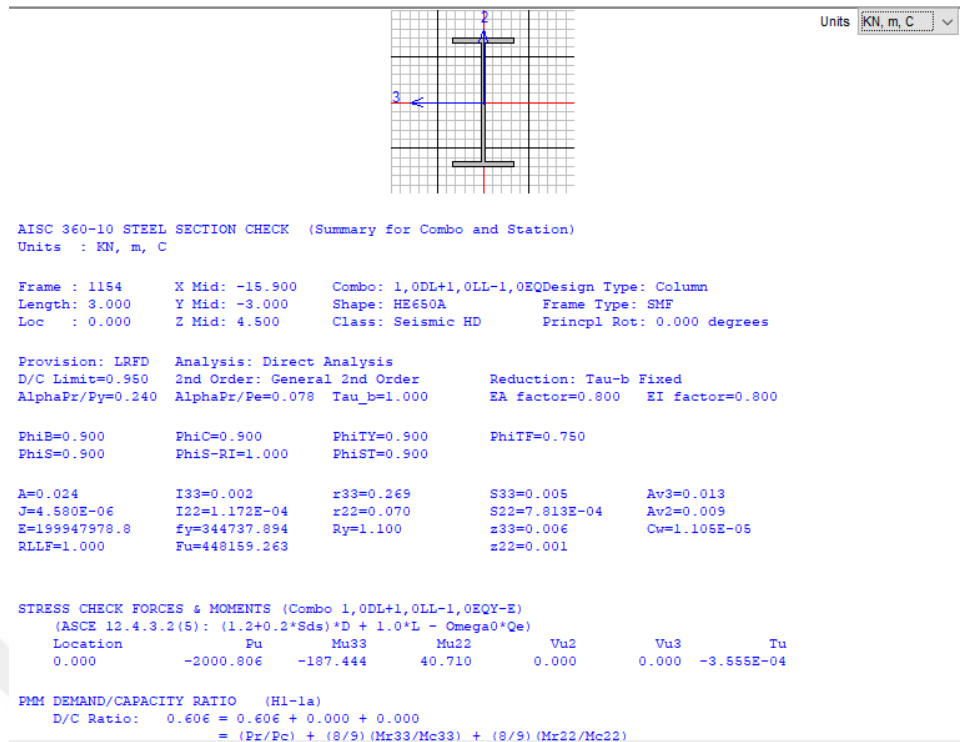 2
Units KN, m, C
3
AISC 360-10 STEEL SECTION CHECK (Summary for Combo and Station)
Units : KN, m, C
Frame : 1154 X Mid: -15.900 Combo: 1,0DL+1,0LL-1,0EQDesign Type: Column
Length: 3.000 Y Mid: -3.000 Shape: HE650A Frame Type: SMF
Loc : 0.000 Z Mid: 4.500 Class: Seismic HD Princpl Rot: 0.000 degrees
Provision: LRFD Analysis: Direct Analysis
D/C Limit=0.950 2nd Order: General 2nd Order Reduction: Tau-b Fixed
AlphaPr/Py=0.240 AlphaPr/Pe=0.078 Tau_b=1.000 EA factor=0.800 EI factor=0.800
PhiB=0.900 PhiC=0.900 PhiTY=0.900 PhiTF=0.750
PhiS=0.900 PhiS-RI=1.000 PhiST=0.900
A=0.024 I33=0.002 r33=0.269 S33=0.005 Av3=0.013
J=4.580E-06 I22=1.172E-04 r22=0.070 S22=7.813E-04 Av2=0.009
E=199947978.8 fy=344737.894 Ry=1.100 z33=0.006 Cw=1.105E-05
RLLF=1.000 Fu=448159.263 z22=0.001
STRESS CHECK FORCES & MOMENTS (Combo 1,0DL+1,0LL-1,0EQY-E)
(ASCE 12.4.3.2(5): (1.2+0.2*Sds)*D + 1.0*L - Omega0*Qe)
Location Pu Mu33 Mu22 Vu2 Vu3 Tu
0.000 -2000.806 -187.444 40.710 0.000 0.000 -3.555E-04
PMM DEMAND/CAPACITY RATIO (H1-1a)
D/C Ratio: 0.606 = 0.606 + 0.000 + 0.000
= (Pr/Pc) + (8/9)(Mr33/Mc33) + (8/9)(Mr22/Mc22)